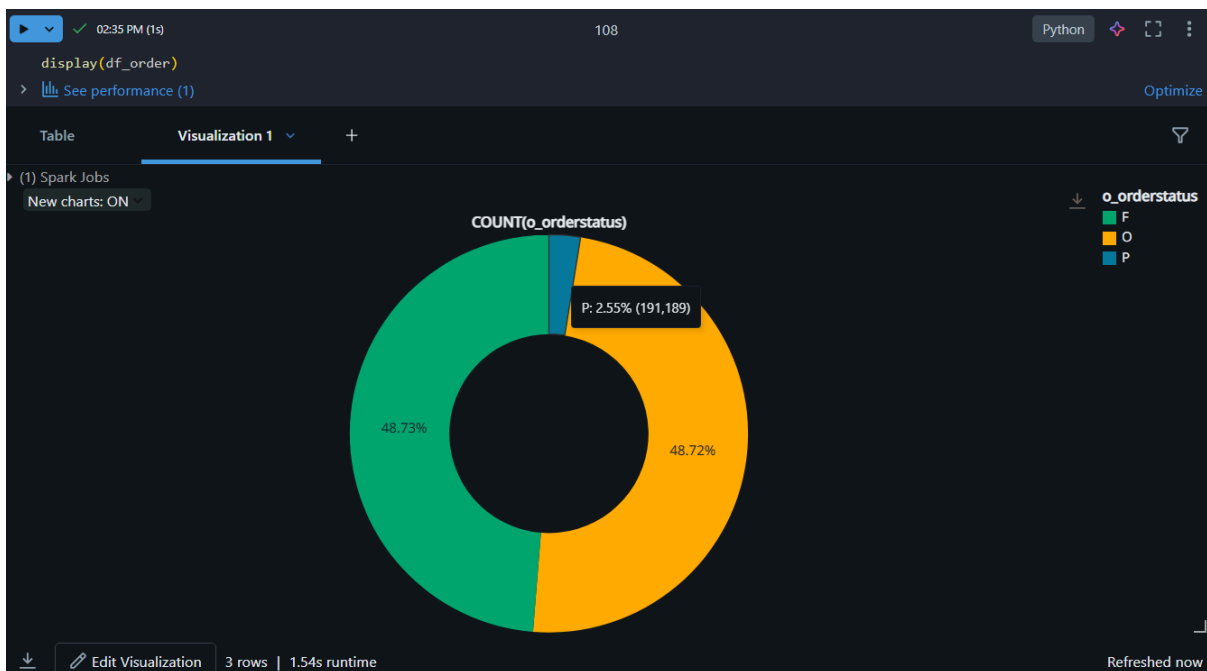 02:35 PM (1s)
108
Python
display(df_order)
See performance (1)
Optimize
Table
Visualization 1
+
(1) Spark Jobs
New charts: ON
COUNT(o_orderstatus)
o_orderstatus
F
O
P
P: 2.55% (191,189)
48.73%
48.72%
Edit Visualization
3 rows | 1.54s runtime
Refreshed now